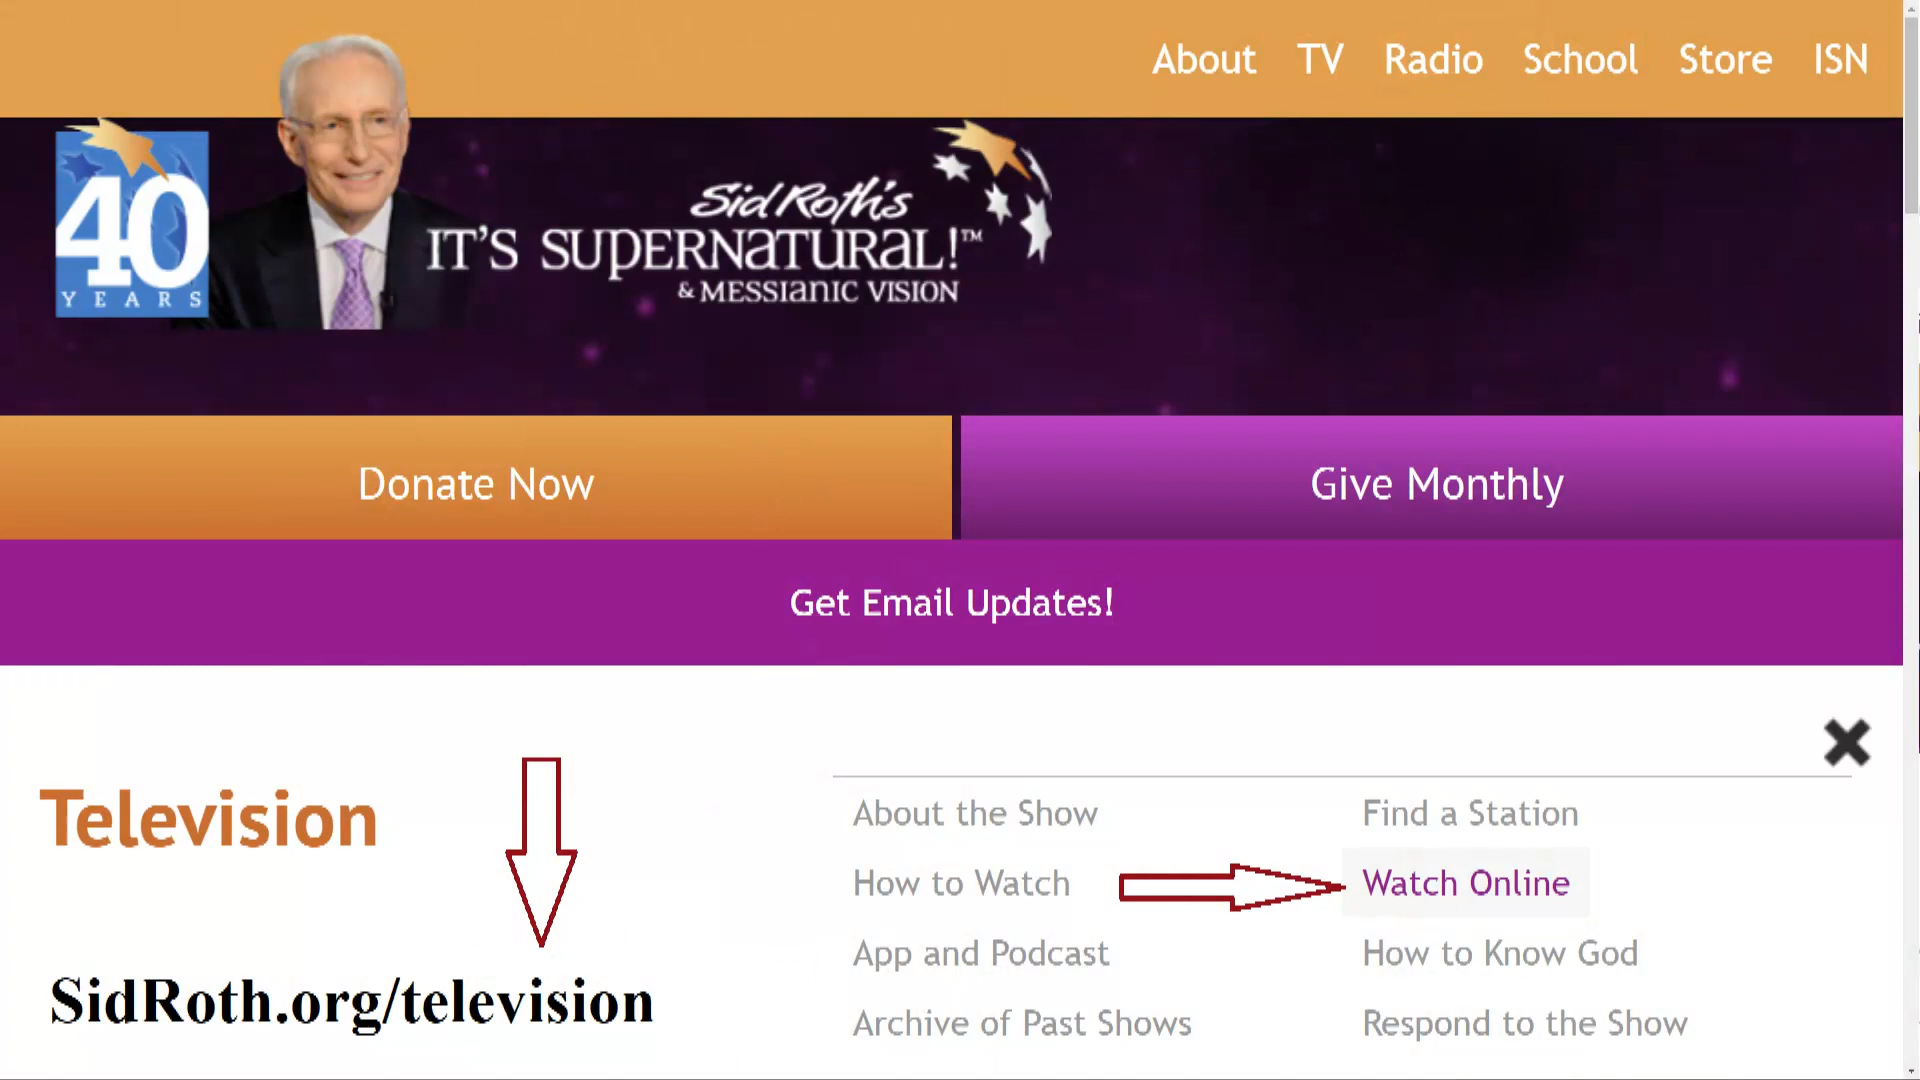 About TV Radio School Store ISN
40
YEARS
Sid Roth's
IT'S SUPERNATURAL!™
& MESSIANIC VISION
Donate Now
Give Monthly
Get Email Updates!
Television
SidRoth.org/television
About the Show
Find a Station
How to Watch
Watch Online
App and Podcast
How to Know God
Archive of Past Shows
Respond to the Show